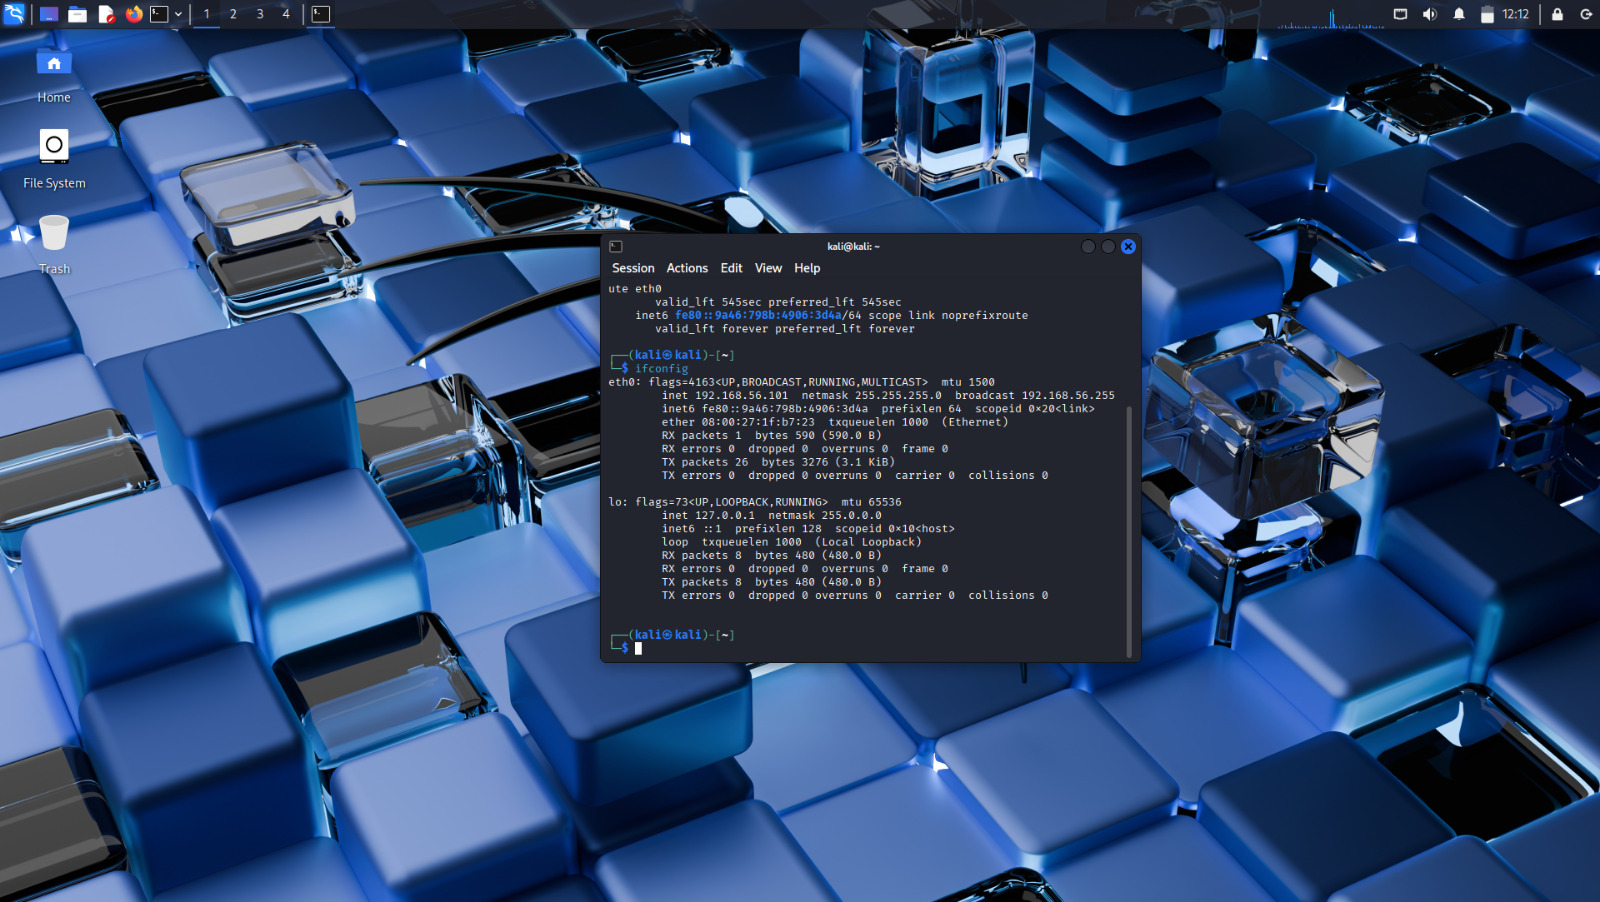 1 2 3 4
12:12
Home
File System
Trash
kali@kali: ~
Session Actions Edit View Help
ute eth0
valid_lft 545sec preferred_lft 545sec
inet6 fe80::9a46:798b:4906:3d4a/64 scope link noprefixroute
valid_lft forever preferred_lft forever
┌──(kali㉿kali)-[~]
└─$ ifconfig
eth0: flags=4163<UP,BROADCAST,RUNNING,MULTICAST>  mtu 1500
inet 192.168.56.101  netmask 255.255.255.0  broadcast 192.168.56.255
inet6 fe80::9a46:798b:4906:3d4a  prefixlen 64  scopeid 0x20<link>
ether 08:00:27:1f:b7:23  txqueuelen 1000  (Ethernet)
RX packets 1  bytes 590 (590.0 B)
RX errors 0  dropped 0  overruns 0  frame 0
TX packets 26  bytes 3276 (3.1 KiB)
TX errors 0  dropped 0 overruns 0  carrier 0  collisions 0
lo: flags=73<UP,LOOPBACK,RUNNING>  mtu 65536
inet 127.0.0.1  netmask 255.0.0.0
inet6 ::1  prefixlen 128  scopeid 0x10<host>
loop  txqueuelen 1000  (Local Loopback)
RX packets 8  bytes 480 (480.0 B)
RX errors 0  dropped 0  overruns 0  frame 0
TX packets 8  bytes 480 (480.0 B)
TX errors 0  dropped 0 overruns 0  carrier 0  collisions 0
┌──(kali㉿kali)-[~]
└─$